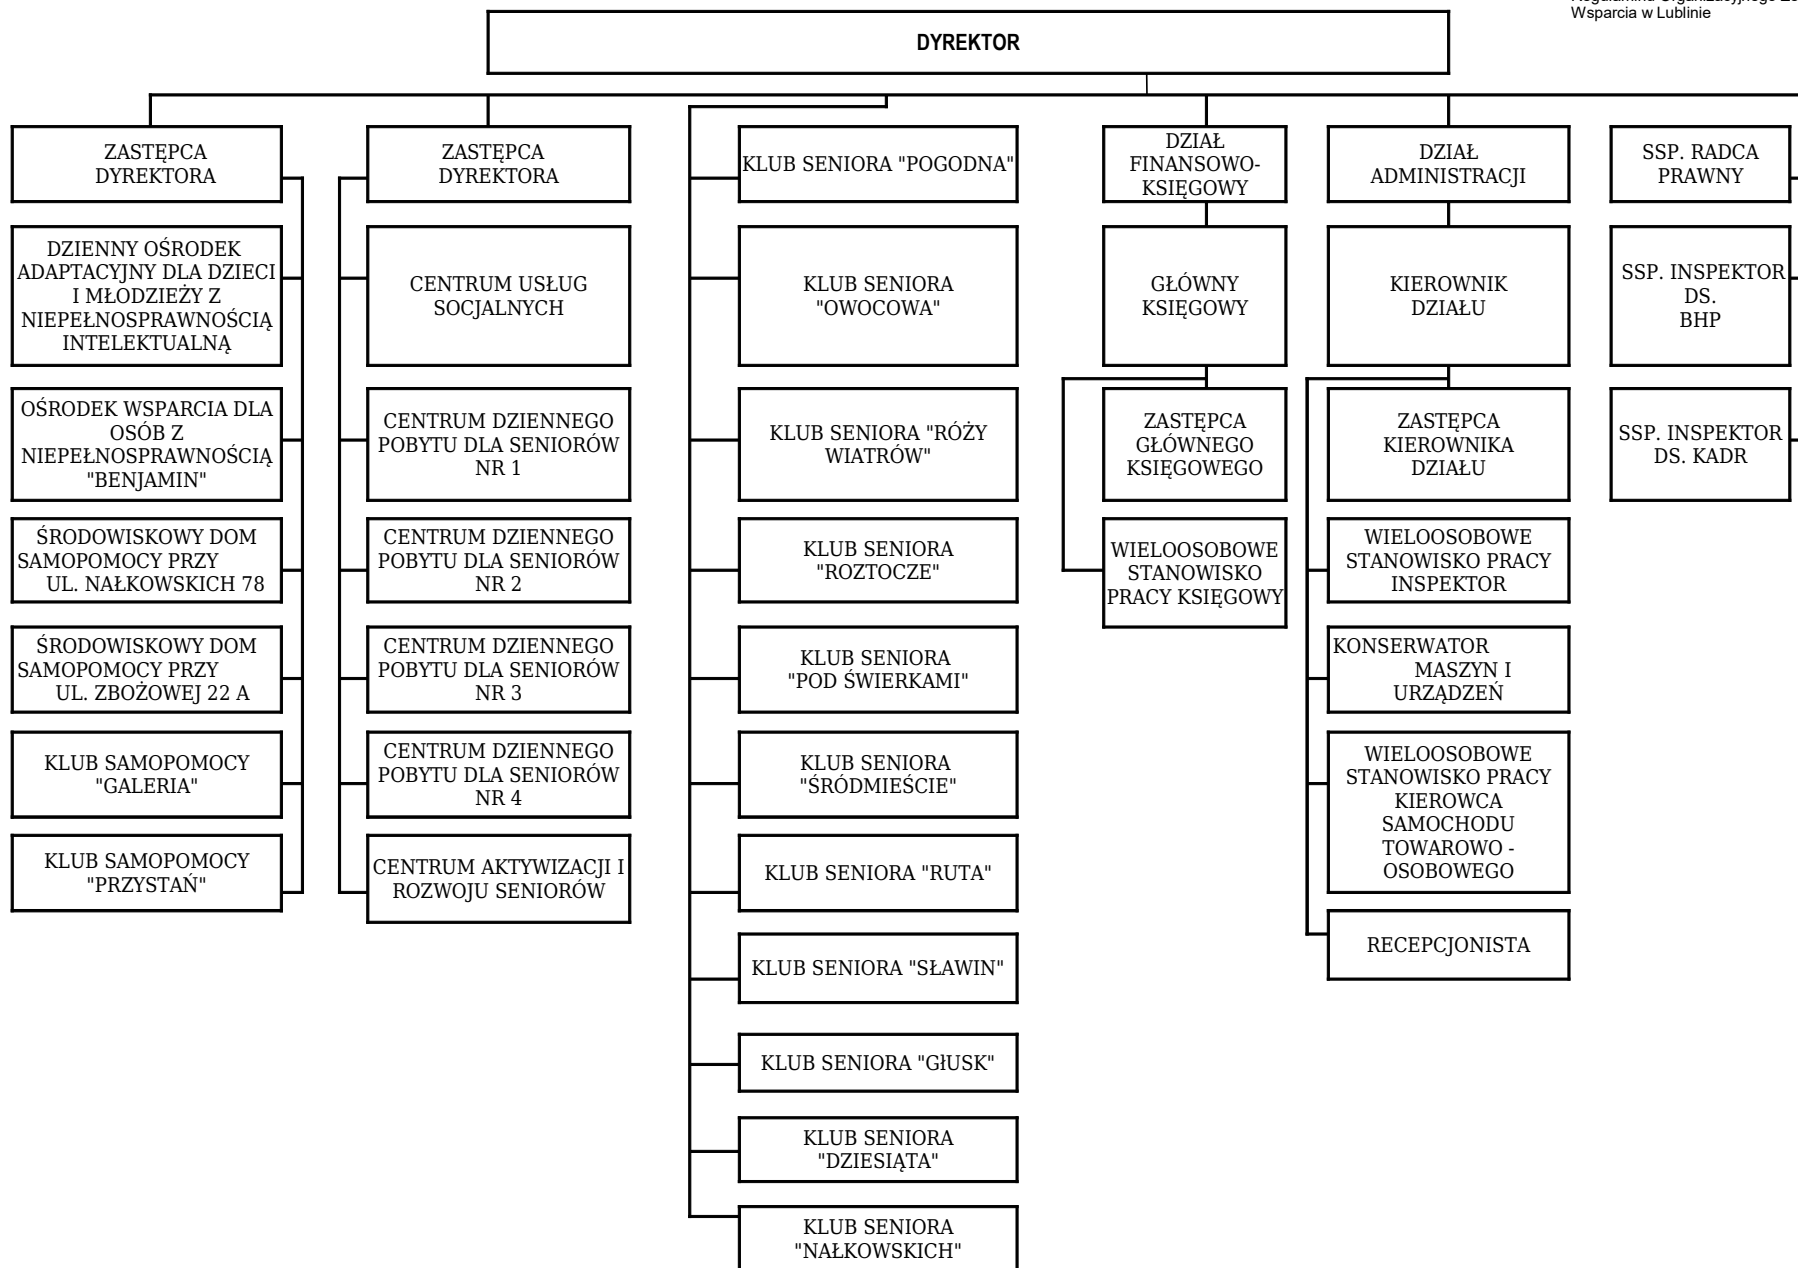 Wsparcia w Lublinie
DYREKTOR
ZASTĘPCA
DYREKTORA
DZIENNY OŚRODEK
ADAPTACYJNY DLA DZIECI
I MŁODZIEŻY Z
NIEPEŁNOSPRAWNOŚCIĄ
INTELEKTUALNĄ
OŚRODEK WSPARCIA DLA
OSÓB Z
NIEPEŁNOSPRAWNOŚCIĄ
"BENJAMIN"
ŚRODOWISKOWY DOM
SAMOPOMOCY PRZY
UL. NAŁKOWSKICH 78
ŚRODOWISKOWY DOM
SAMOPOMOCY PRZY
UL. ZBOŻOWEJ 22 A
KLUB SAMOPOMOCY
"GALERIA"
KLUB SAMOPOMOCY
"PRZYSTAŃ"
ZASTĘPCA
DYREKTORA
CENTRUM USŁUG
SOCJALNYCH
CENTRUM DZIENNEGO
POBYTU DLA SENIORÓW
NR 1
CENTRUM DZIENNEGO
POBYTU DLA SENIORÓW
NR 2
CENTRUM DZIENNEGO
POBYTU DLA SENIORÓW
NR 3
CENTRUM DZIENNEGO
POBYTU DLA SENIORÓW
NR 4
CENTRUM AKTYWIZACJI I
ROZWOJU SENIORÓW
KLUB SENIORA "POGODNA"
KLUB SENIORA
"OWOCOWA"
KLUB SENIORA "RÓŻY
WIATRÓW"
KLUB SENIORA
"ROZTOCZE"
KLUB SENIORA
"POD ŚWIERKAMI"
KLUB SENIORA
"ŚRÓDMIEŚCIE"
KLUB SENIORA "RUTA"
KLUB SENIORA "SŁAWIN"
KLUB SENIORA "GłUSK"
KLUB SENIORA
"DZIESIĄTA"
KLUB SENIORA
"NAŁKOWSKICH"
DZIAŁ
FINANSOWO-
KSIĘGOWY
GŁÓWNY
KSIĘGOWY
ZASTĘPCA
GŁÓWNEGO
KSIĘGOWEGO
WIELOOSOBOWE
STANOWISKO
PRACY KSIĘGOWY
DZIAŁ
ADMINISTRACJI
KIEROWNIK
DZIAŁU
ZASTĘPCA
KIEROWNIKA
DZIAŁU
WIELOOSOBOWE
STANOWISKO PRACY
INSPEKTOR
KONSERWATOR
MASZYN I
URZĄDZEŃ
WIELOOSOBOWE
STANOWISKO PRACY
KIEROWCA
SAMOCHODU
TOWAROWO -
OSOBOWEGO
RECEPCJONISTA
SSP. RADCA
PRAWNY
SSP. INSPEKTOR
DS.
BHP
SSP. INSPEKTOR
DS. KADR